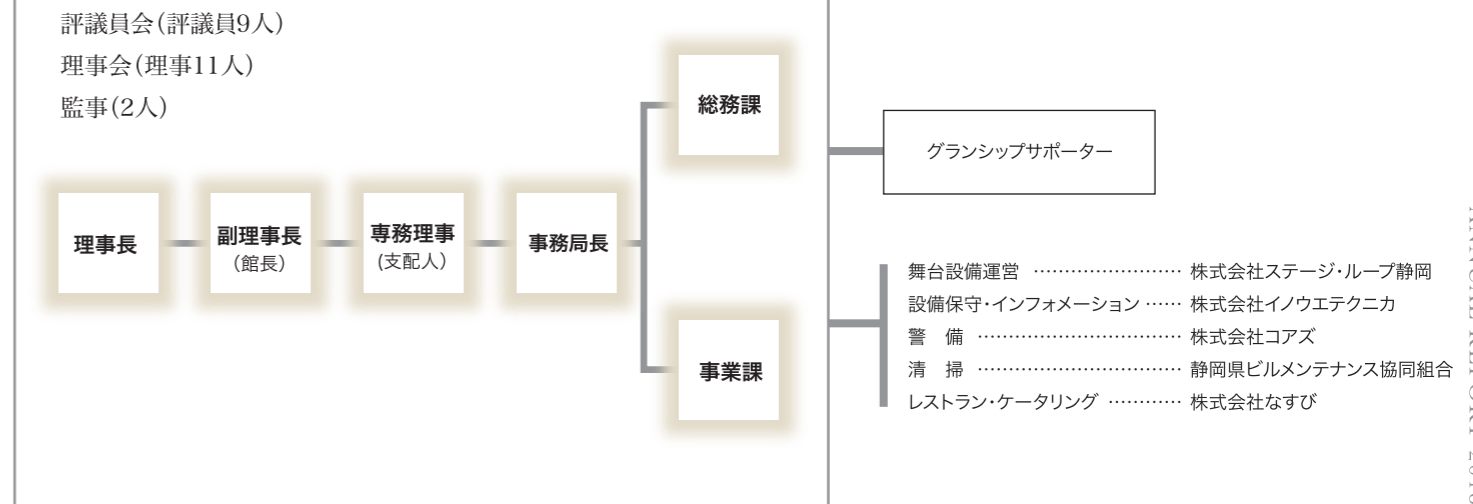 評議員会(評議員9人)
理事会(理事11人)
監事(2人)
総務課
理事長
副理事長
(館長)
専務理事
(支配人)
事務局長
事業課
グランシップサポーター
舞台設備運営 …………………… 株式会社ステージ・ループ静岡
設備保守・インフォメーション …… 株式会社イノウエテクニカ
警　備 …………………………… 株式会社コアズ
清　掃 …………………………… 静岡県ビルメンテナンス協同組合
レストラン・ケータリング ………… 株式会社なすび